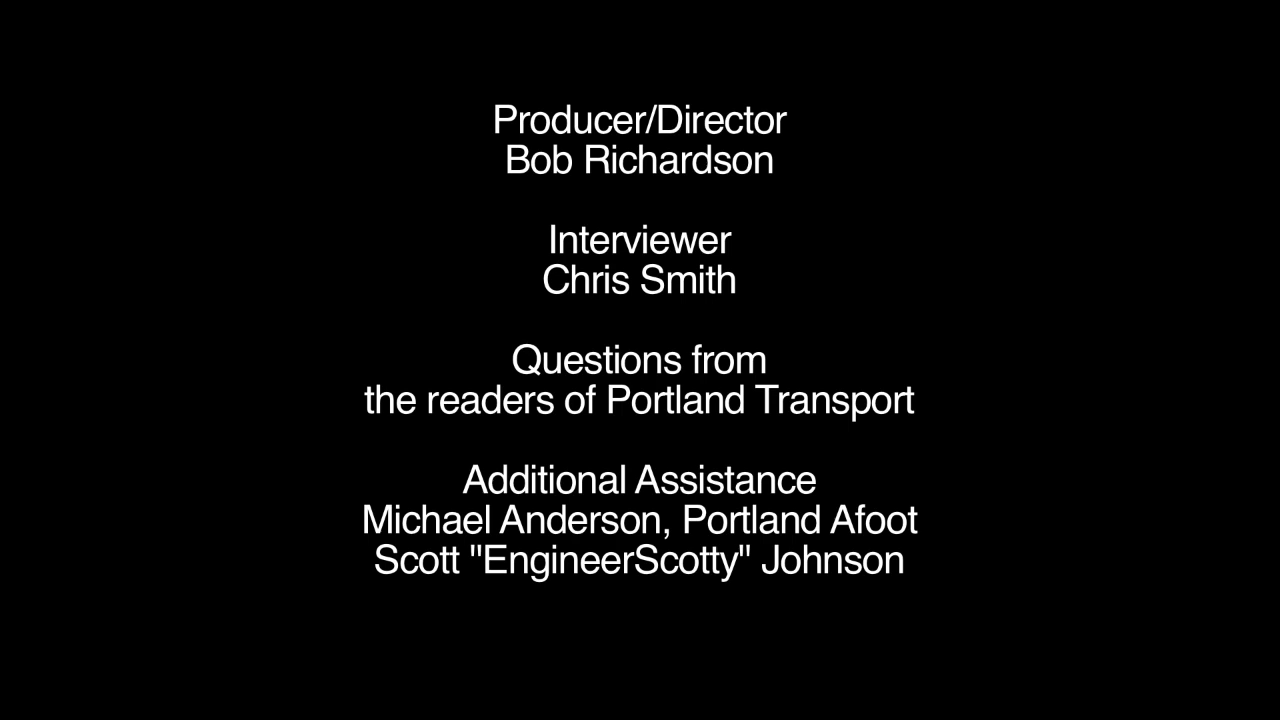 Producer/Director
Bob Richardson
Interviewer
Chris Smith
Questions from
the readers of Portland Transport
Additional Assistance
Michael Anderson, Portland Afoot
Scott "EngineerScotty" Johnson